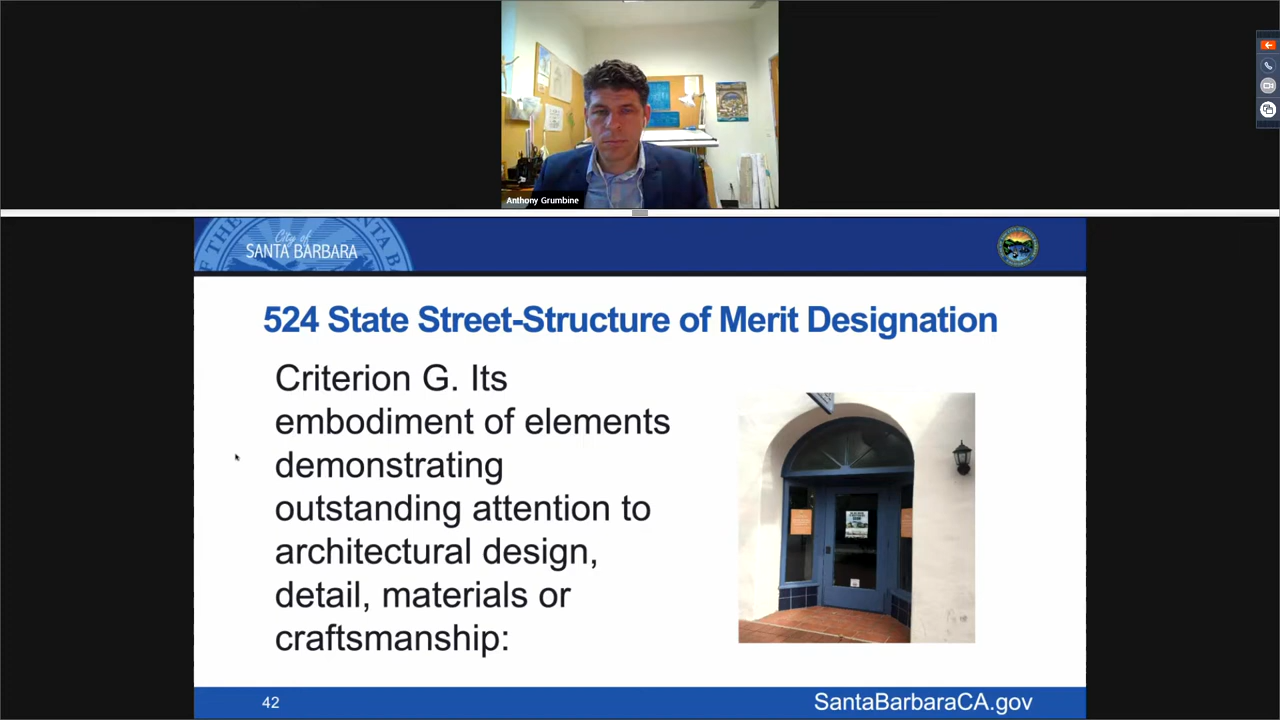 Anthony Grumbine
City of
SANTA BARBARA
524 State Street-Structure of Merit Designation
Criterion G. Its
embodiment of elements
demonstrating
outstanding attention to
architectural design,
detail, materials or
craftsmanship:
42
SantaBarbaraCA.gov